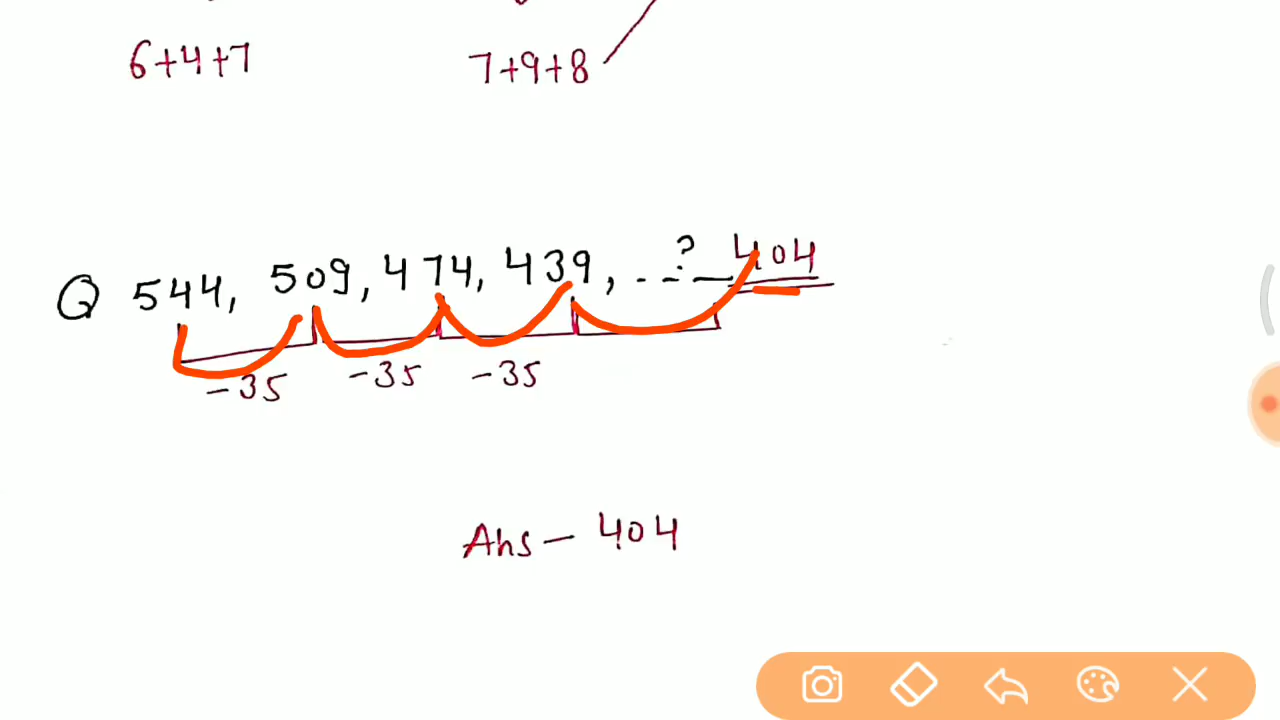 6+4+7 7+9+8
Q 544, 509, 474, 439, ---? 404
-35 -35 -35
Ans - 404